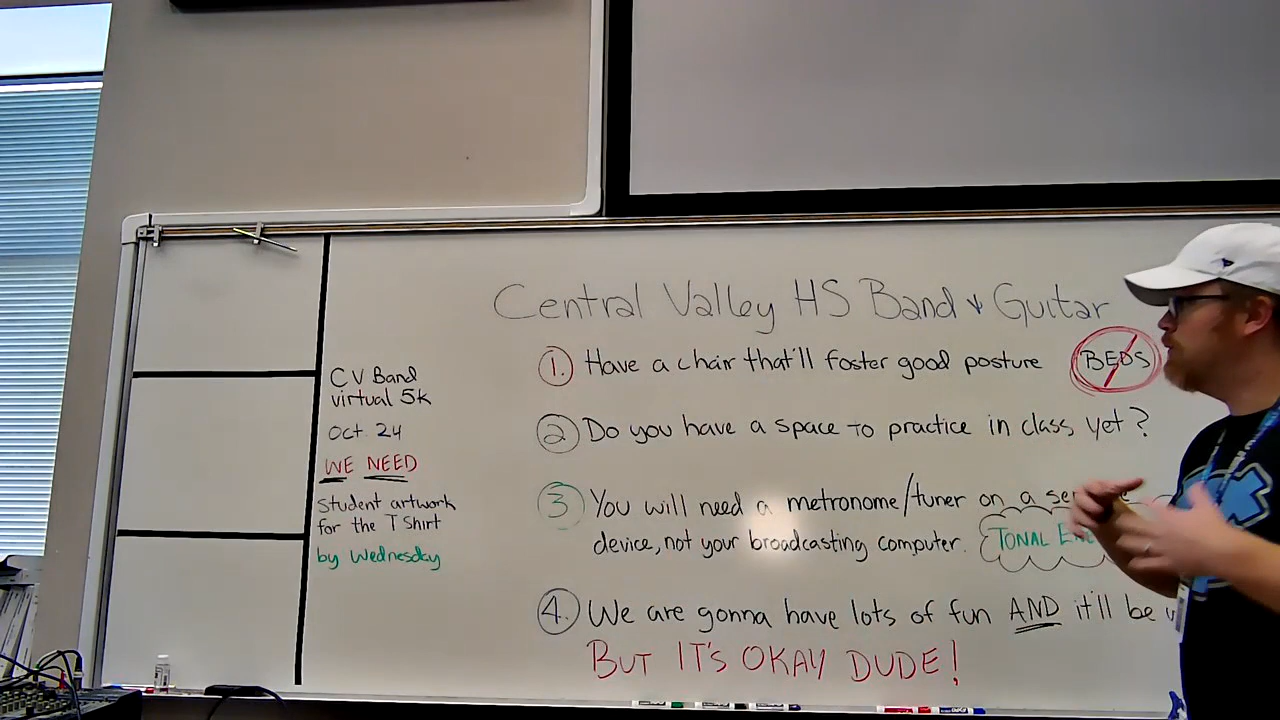 Central Valley HS Band & Guitar
1. Have a chair that'll foster good posture BEDS
2 Do you have a space to practice in class yet?
3 You will need a metronome/tuner on a
device, not your broadcasting computer. TONAL
4. We are gonna have lots of fun AND it'll be
BUT IT'S OKAY DUDE!
CV Band
virtual 5k
Oct. 24
WE NEED
Student artwork
for the T Shirt
by Wednesday